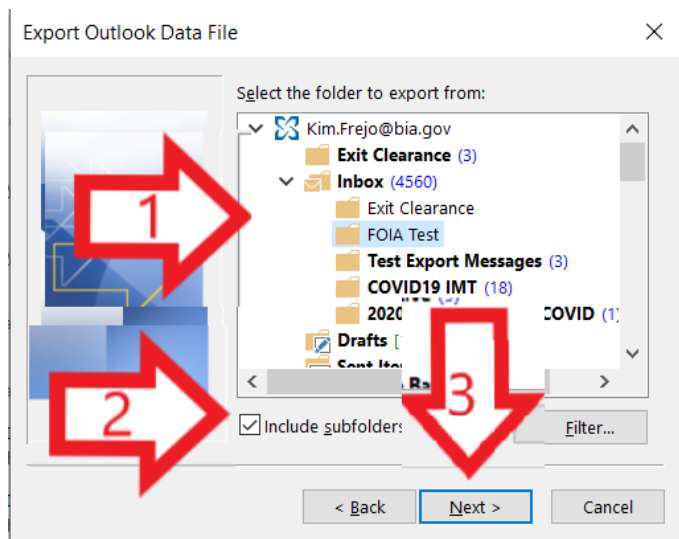 Export Outlook Data File
Select the folder to export from:
Kim.Frejo@bia.gov
Exit Clearance (3)
Inbox (4560)
1
Exit Clearance
FOIA Test
Test Export Messages (3)
COVID19 IMT (18)
2020 COVID (1)
Drafts [
Sent
3
2
Include subfolders
Filter...
< Back
Next >
Cancel